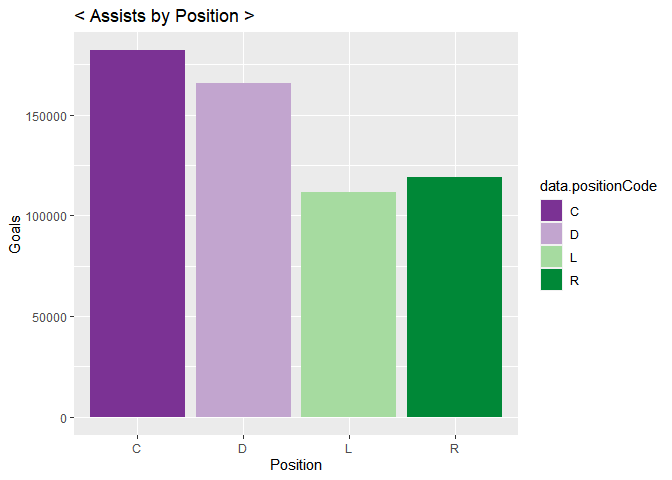 < Assists by Position >
150000
100000
50000
0
Goals
C D L R
Position
data.positionCode
C
D
L
R